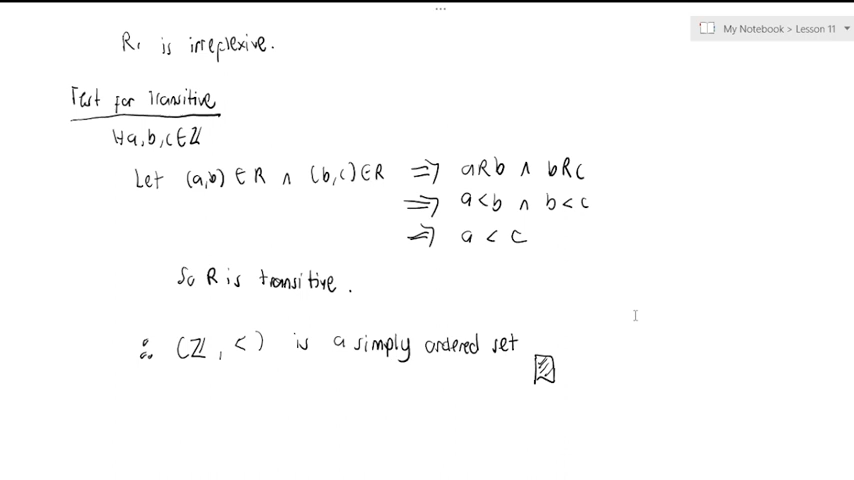 ...
My Notebook > Lesson 11
R, is irreflexive.
Test for Transitive
∀a,b,c∈ℤ
Let (a,b) ∈ R ∧ (b,c)∈R ⇒ aRb ∧ bRc
⇒ a<b ∧ b<c
⇒ a < c
So R is transitive.
∴ (ℤ, <) is a simply ordered set